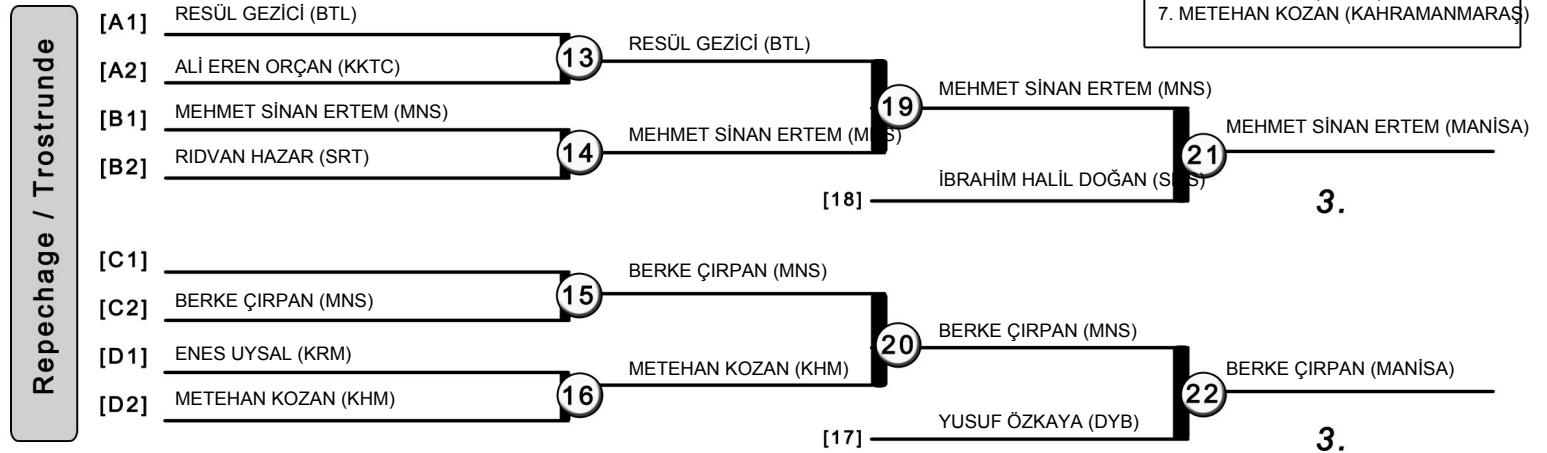 7. METEHAN KOZAN (KAHRAMANMARAŞ)
Repechage / Trostrunde
[A1] RESÜL GEZİCİ (BTL)
[A2] ALİ EREN ORÇAN (KKTC)
13
RESÜL GEZİCİ (BTL)
[B1] MEHMET SİNAN ERTEM (MNS)
[B2] RIDVAN HAZAR (SRT)
14
MEHMET SİNAN ERTEM (MNS)
19
MEHMET SİNAN ERTEM (MNS)
[18] İBRAHİM HALİL DOĞAN
21
MEHMET SİNAN ERTEM (MANİSA)
3.
[C1]
[C2] BERKE ÇIRPAN (MNS)
15
BERKE ÇIRPAN (MNS)
[D1] ENES UYSAL (KRM)
[D2] METEHAN KOZAN (KHM)
16
METEHAN KOZAN (KHM)
20
BERKE ÇIRPAN (MNS)
[17] YUSUF ÖZKAYA (DYB)
22
BERKE ÇIRPAN (MANİSA)
3.